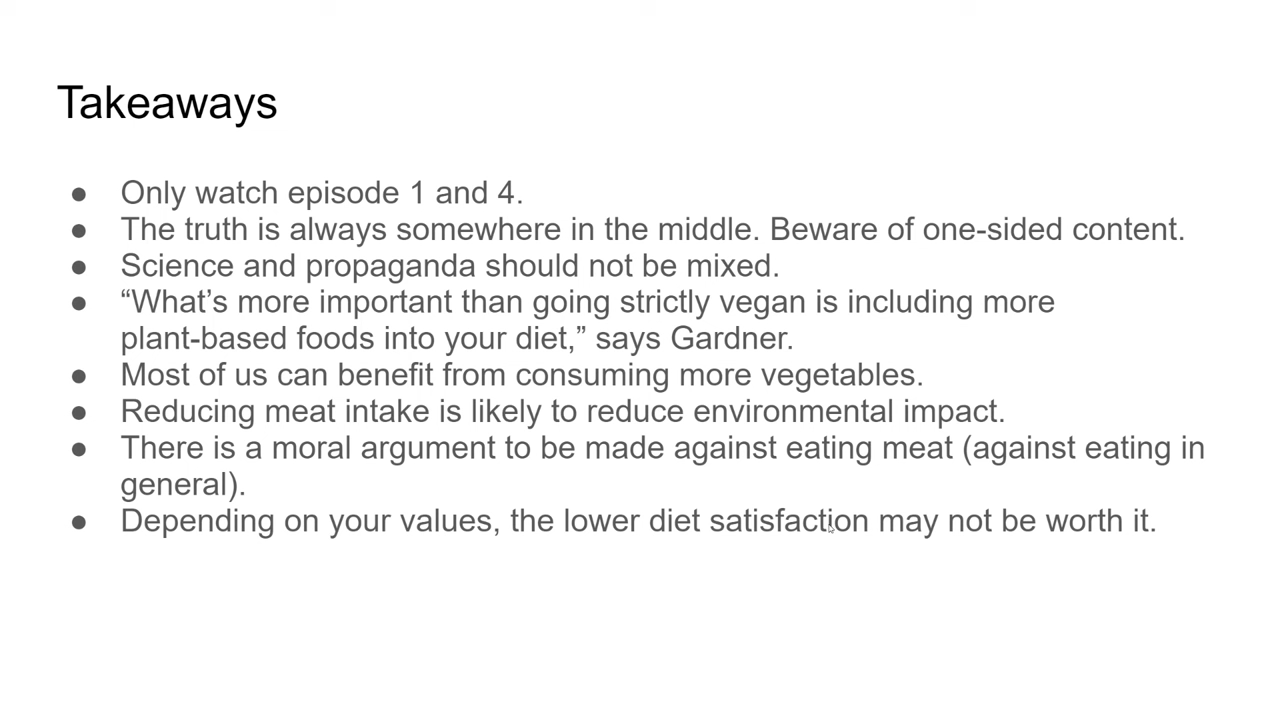 Takeaways
● Only watch episode 1 and 4.
● The truth is always somewhere in the middle. Beware of one-sided content.
● Science and propaganda should not be mixed.
● “What’s more important than going strictly vegan is including more
plant-based foods into your diet,” says Gardner.
● Most of us can benefit from consuming more vegetables.
● Reducing meat intake is likely to reduce environmental impact.
● There is a moral argument to be made against eating meat (against eating in
general).
● Depending on your values, the lower diet satisfaction may not be worth it.